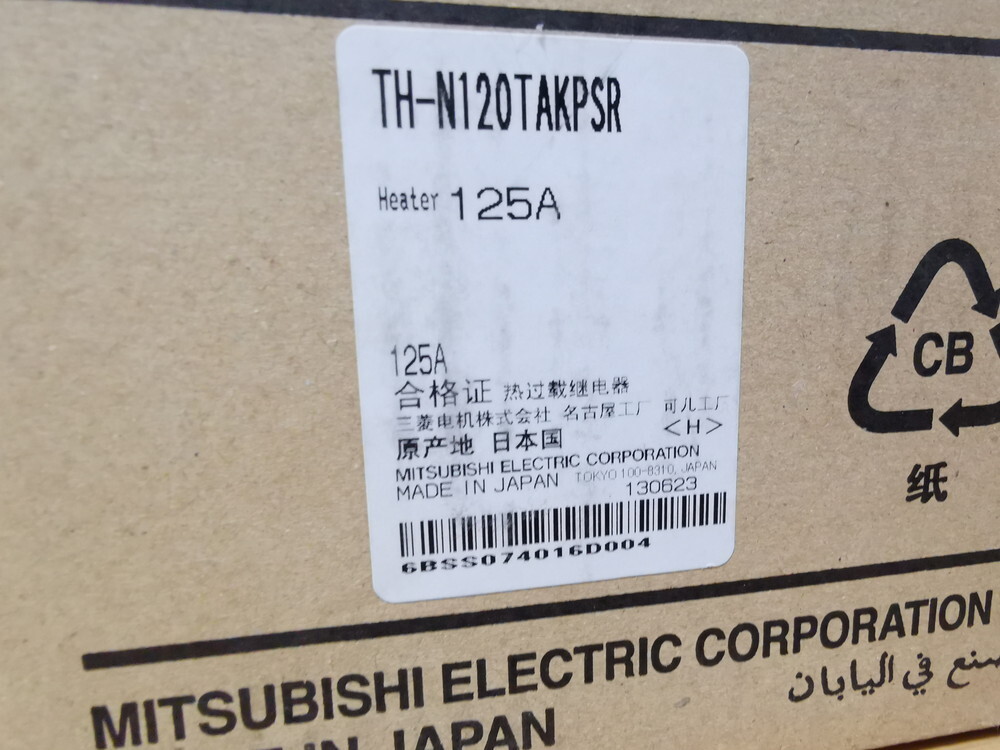 TH-N120TAKPSR
Heater 125A
125A
合格证 热过载继电器
三菱电机株式会社 名古屋工厂 可儿工厂
原产地 日本国 <H>
MITSUBISHI ELECTRIC CORPORATION
MADE IN JAPAN TOKYO 100-8310, JAPAN
130623
6BSS074016D004
CB
纸
MITSUBISHI ELECTRIC CORPORATION
IN JAPAN
في اليابان